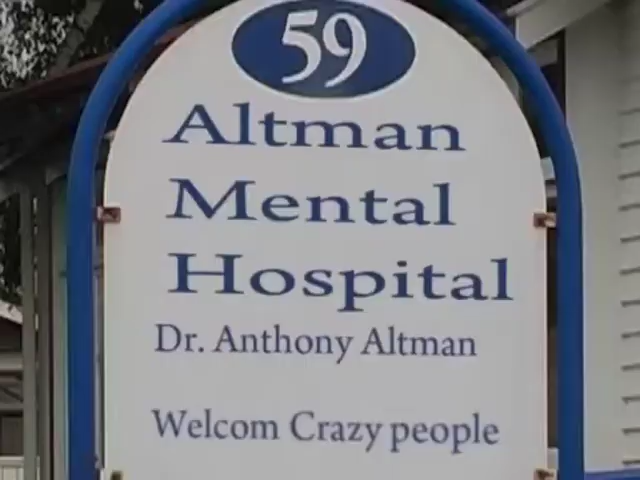 59
Altman
Mental
Hospital
Dr. Anthony Altman
Welcom Crazy people